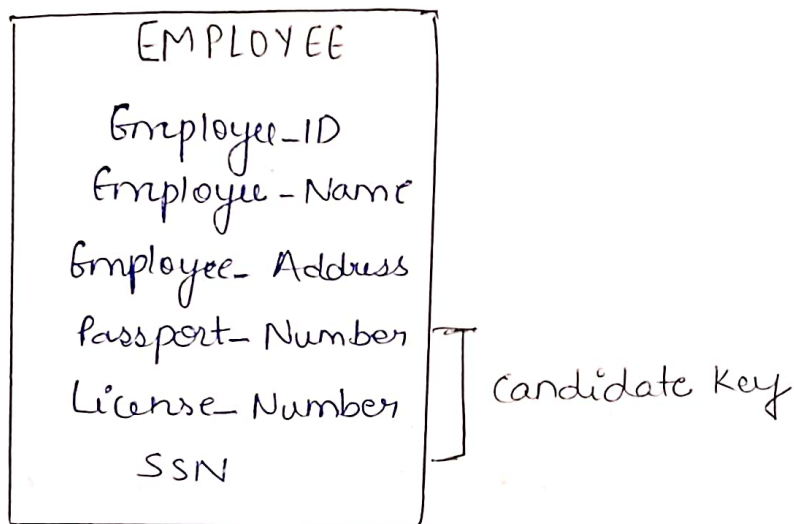 EMPLOYEE
Employee_ID
Employee - Name
Employee_ Address
Passport_ Number
License_ Number
Candidate Key
SSN